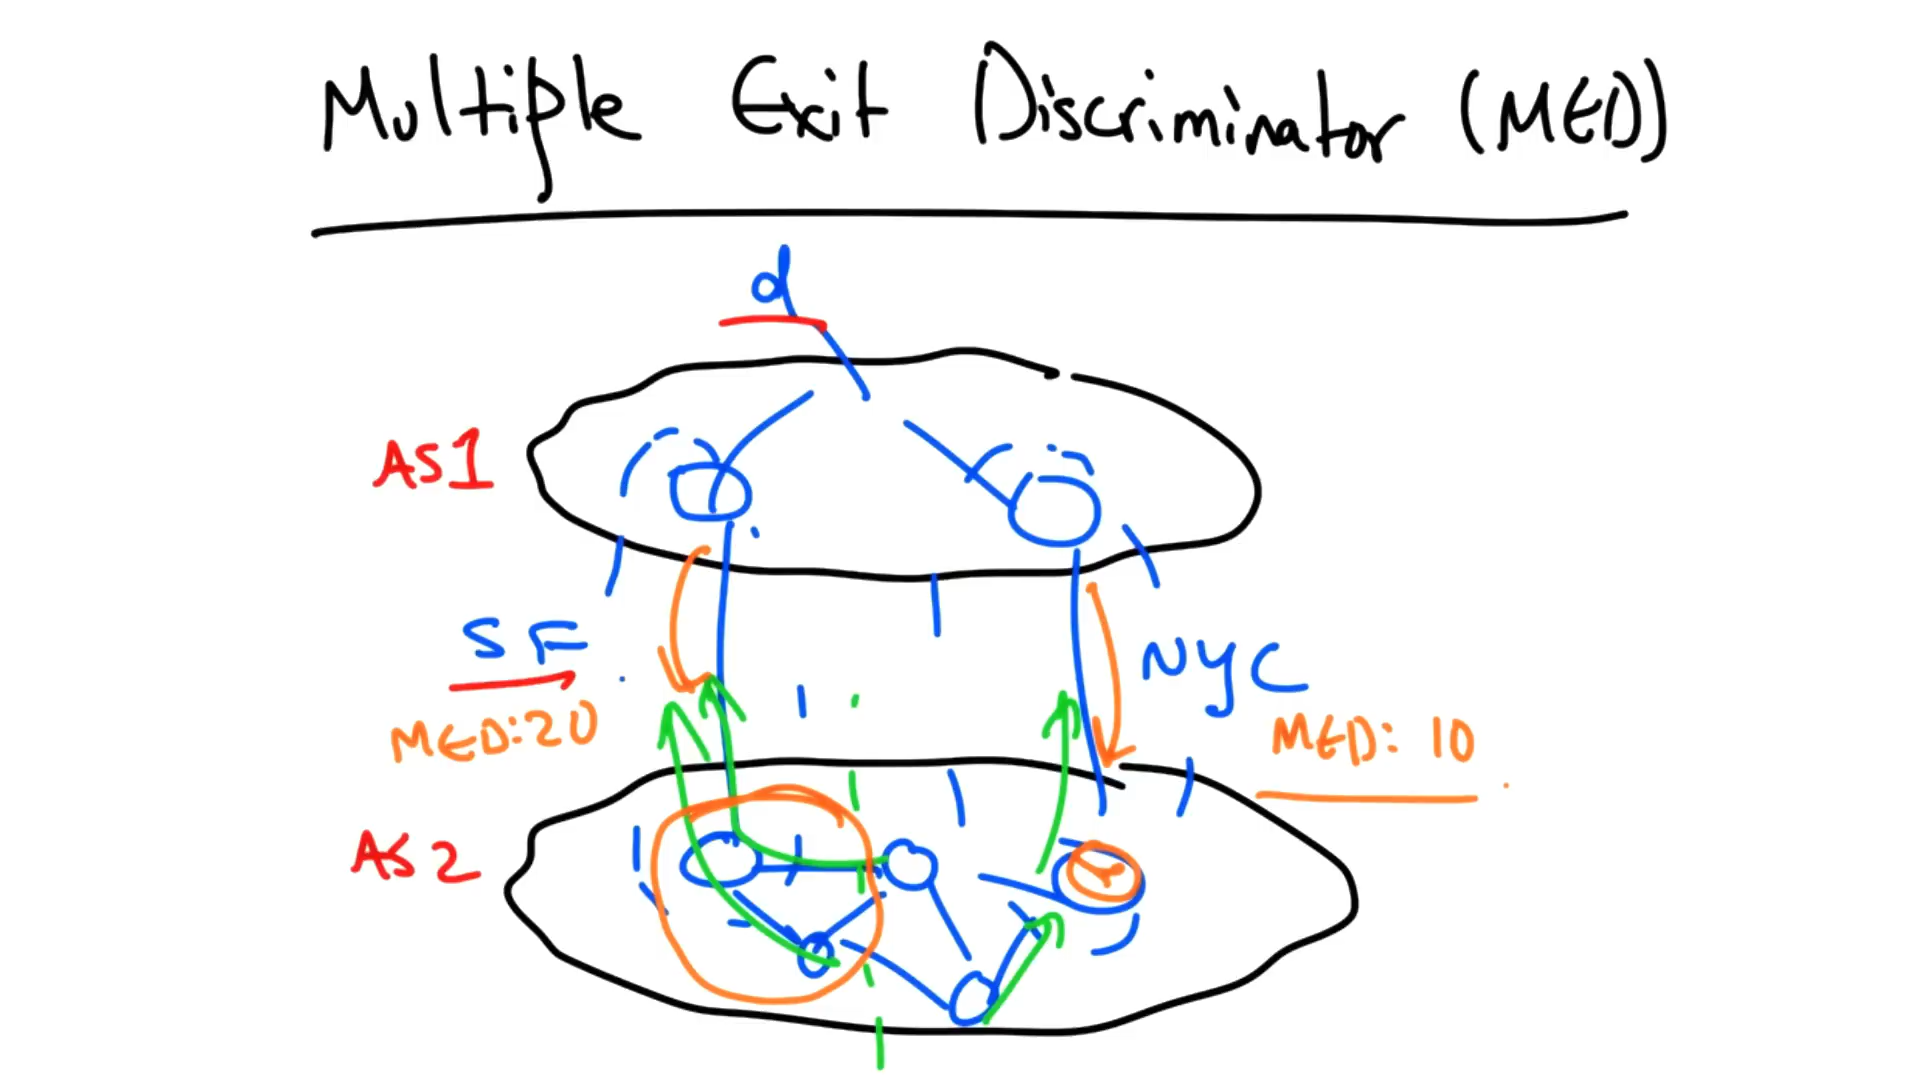 Multiple Exit Discriminator (MED)
d
AS1
SF
NYC
MED:20
MED: 10
AS2